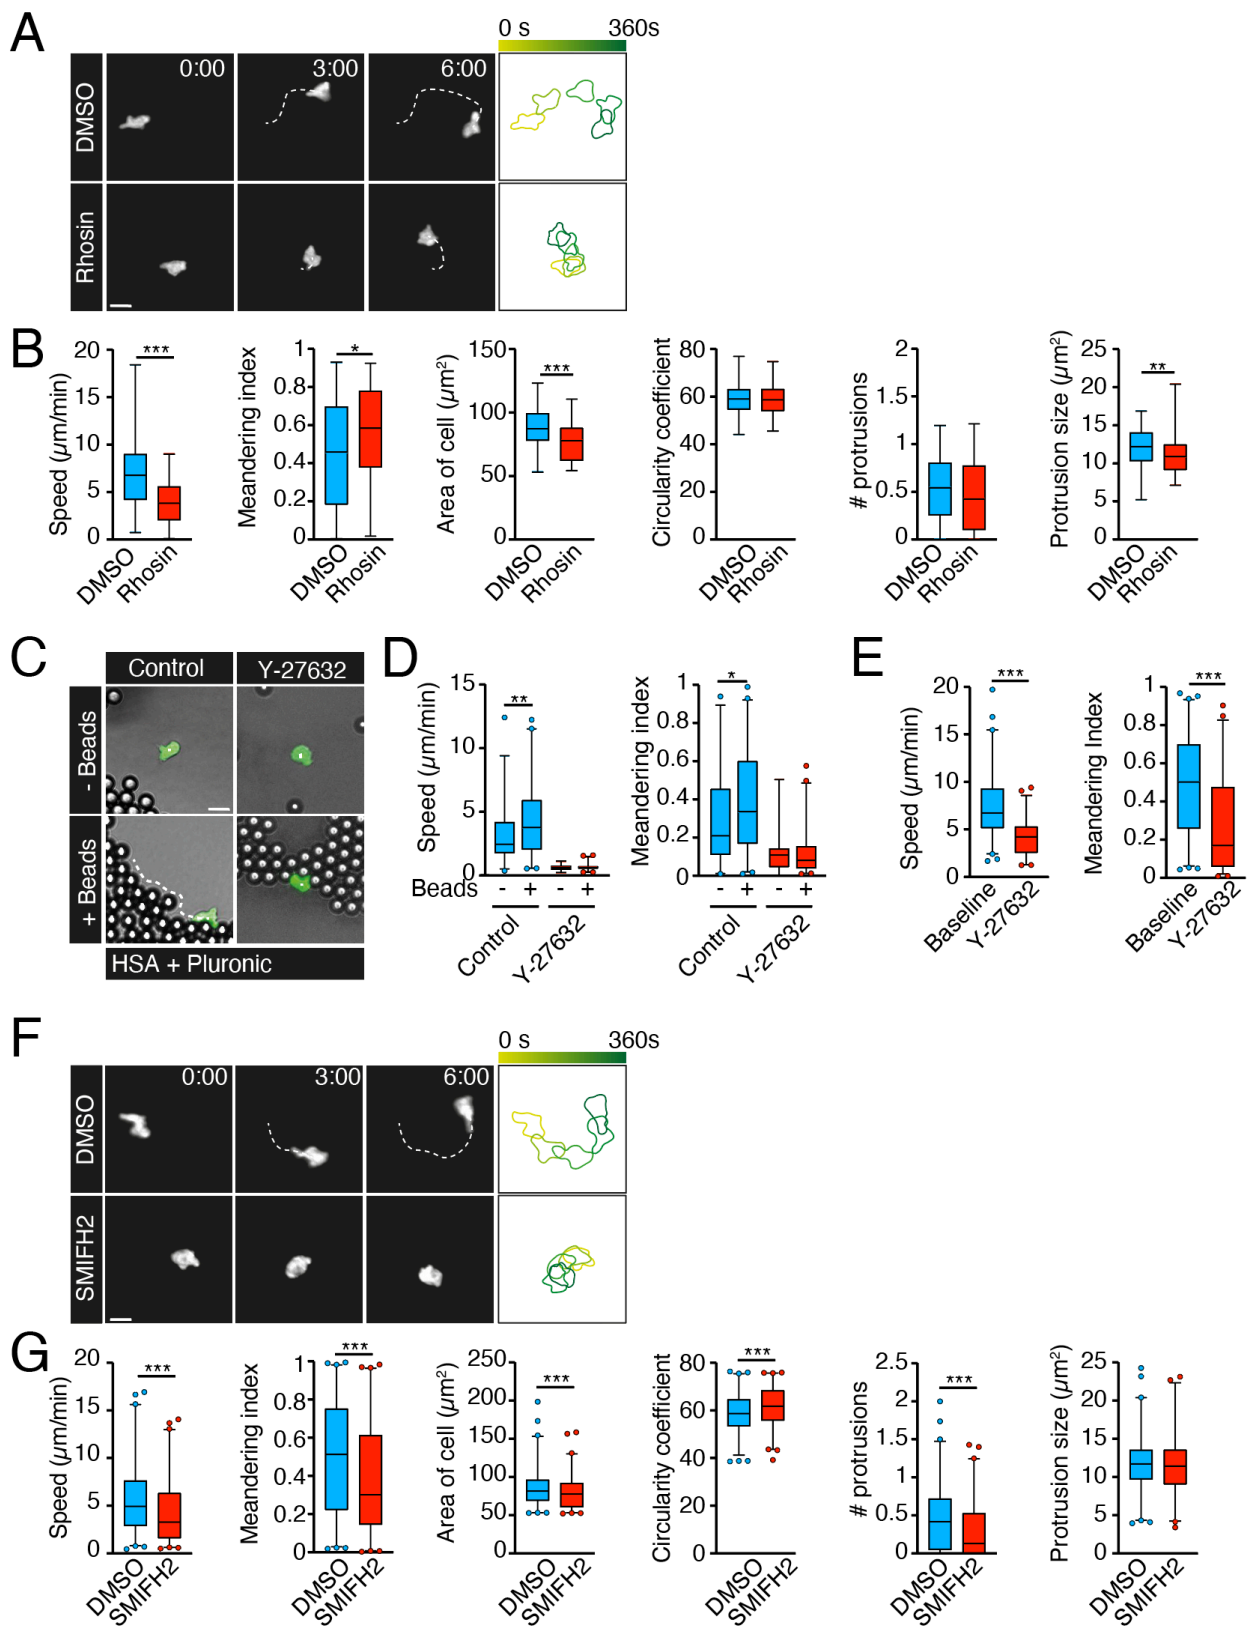 A
0 s 360s
0:00 3:00 6:00
DMSO
Rhosin
B
Speed (µm/min)
20
15
10
5
0
***
DMSO
Rhosin
Meandering index
1
0.8
0.6
0.4
0.2
0
*
DMSO
Rhosin
Area of cell (µm²)
150
100
50
0
***
DMSO
Rhosin
Circularity coefficient
80
60
40
20
0
DMSO
Rhosin
# protrusions
2
1.5
1
0.5
0
DMSO
Rhosin
Protrusion size (µm²)
25
20
15
10
5
0
**
DMSO
Rhosin
C
Control Y-27632
- Beads
+ Beads
HSA + Pluronic
D
Speed (µm/min)
15
10
5
0
**
Beads - + - +
Control
Y-27632
Meandering index
1
0.8
0.6
0.4
0.2
0
*
- + - +
Control
Y-27632
E
Speed (µm/min)
20
15
10
5
0
***
Baseline
Y-27632
Meandering Index
1
0.8
0.6
0.4
0.2
0
***
Baseline
Y-27632
F
0 s 360s
0:00 3:00 6:00
DMSO
SMIFH2
G
Speed (µm/min)
20
15
10
5
0
***
DMSO
SMIFH2
Meandering index
1
0.8
0.6
0.4
0.2
0
***
DMSO
SMIFH2
Area of cell (µm²)
250
200
150
100
50
0
***
DMSO
SMIFH2
Circularity coefficient
80
60
40
20
0
***
DMSO
SMIFH2
# protrusions
2.5
2
1.5
1
0.5
0
***
DMSO
SMIFH2
Protrusion size (µm²)
25
20
15
10
5
0
DMSO
SMIFH2